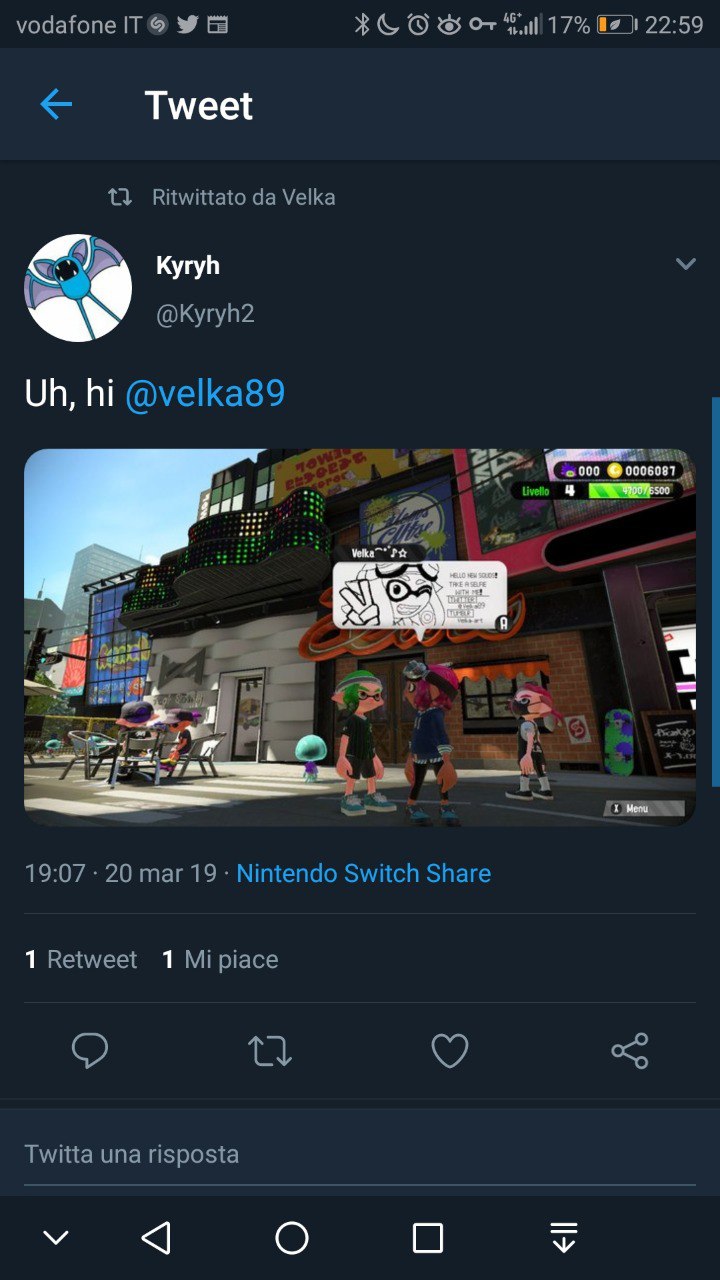 vodafone IT
4G+
17%
22:59
Tweet
Ritwittato da Velka
Kyryh
@Kyryh2
Uh, hi @velka89
000 0006087
Livello 4 4700/6500
Velka
HELLO NEW SQUIDS!
TAKE A SELFIE
WITH ME!
TWITTER
@Velka89
TUMBLR
Velka-art
A
X Menu
19:07 · 20 mar 19 · Nintendo Switch Share
1 Retweet 1 Mi piace
Twitta una risposta